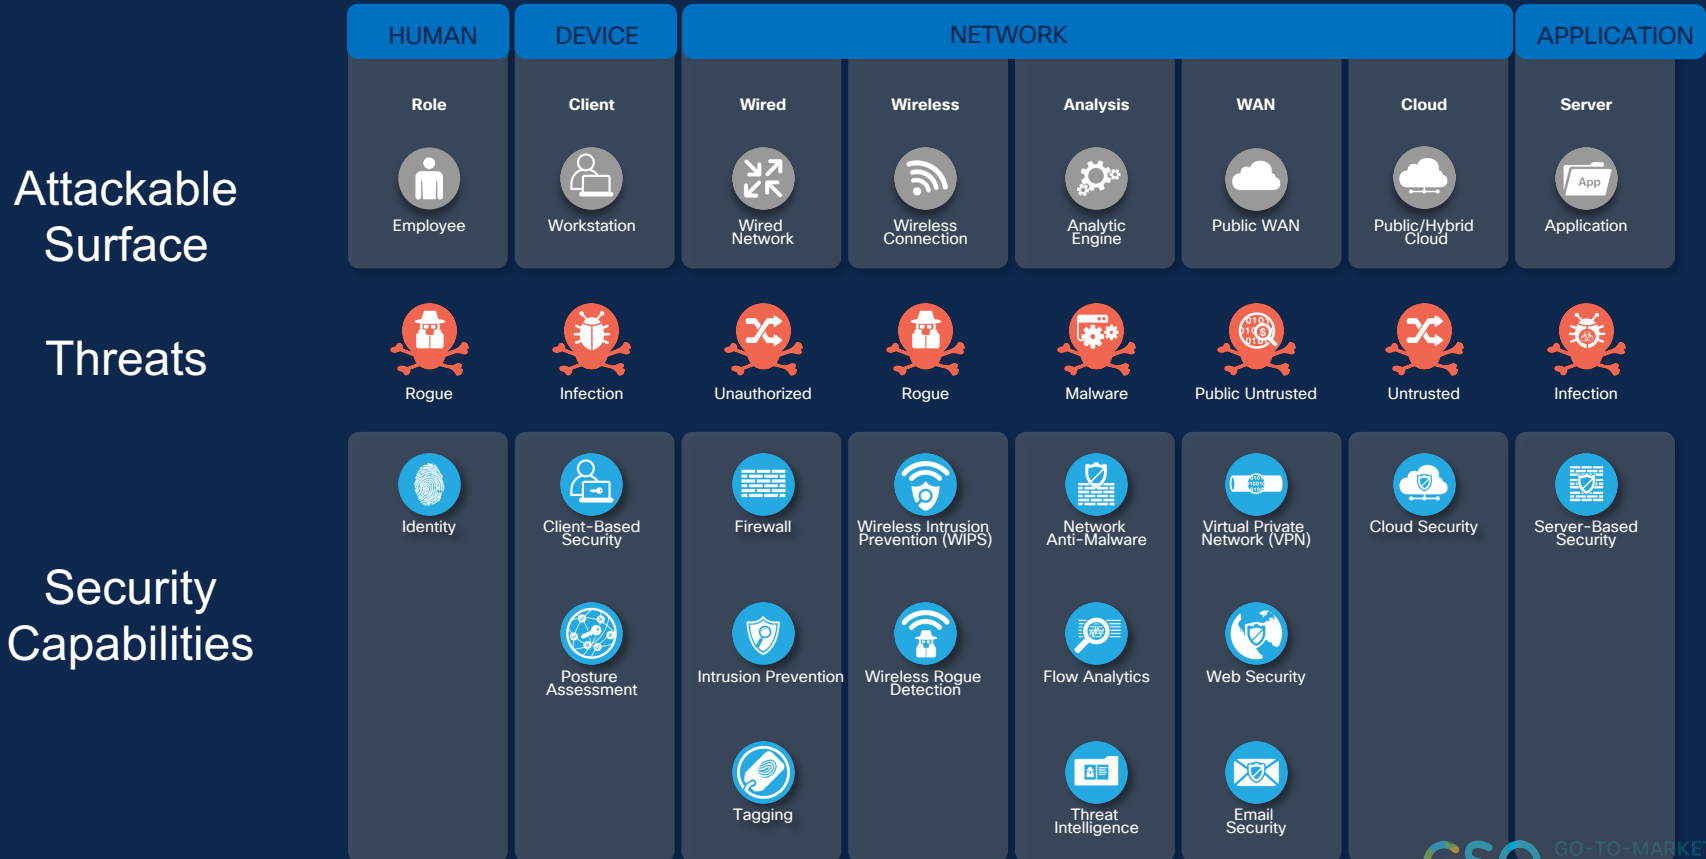 HUMAN DEVICE NETWORK APPLICATION
Role Client Wired Wireless Analysis WAN Cloud Server
Attackable
Surface
App
Employee Workstation Wired Wireless Analytic Public WAN Public/Hybrid Application
Network Connection Engine Cloud
Threats
Rogue Infection Unauthorized Rogue Malware Public Untrusted Untrusted Infection
Security
Capabilities
Identity Client-Based Firewall Wireless Intrusion Network Virtual Private Cloud Security Server-Based
Security Prevention (WIPS) Anti-Malware Network (VPN) Security
Posture Intrusion Prevention Wireless Rogue Flow Analytics Web Security
Assessment Detection
Tagging Threat Email
Intelligence Security
CSO GO-TO-MARKE